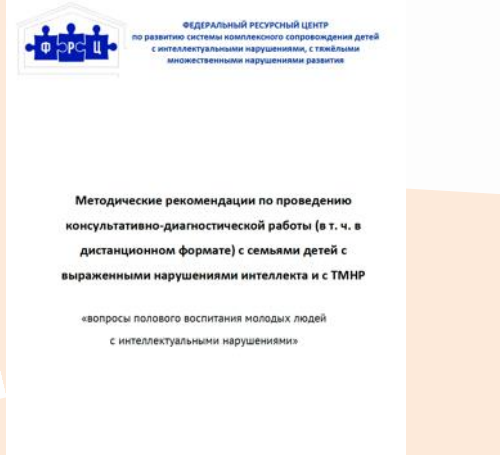 Ф Р Ц
ФЕДЕРАЛЬНЫЙ РЕСУРСНЫЙ ЦЕНТР
по развитию системы комплексного сопровождения детей
с интеллектуальными нарушениями, с тяжёлыми
множественными нарушениями развития
Методические рекомендации по проведению
консультативно-диагностической работы (в т. ч. в
дистанционном формате) с семьями детей с
выраженными нарушениями интеллекта и с ТМНР
«вопросы полового воспитания молодых людей
с интеллектуальными нарушениями»